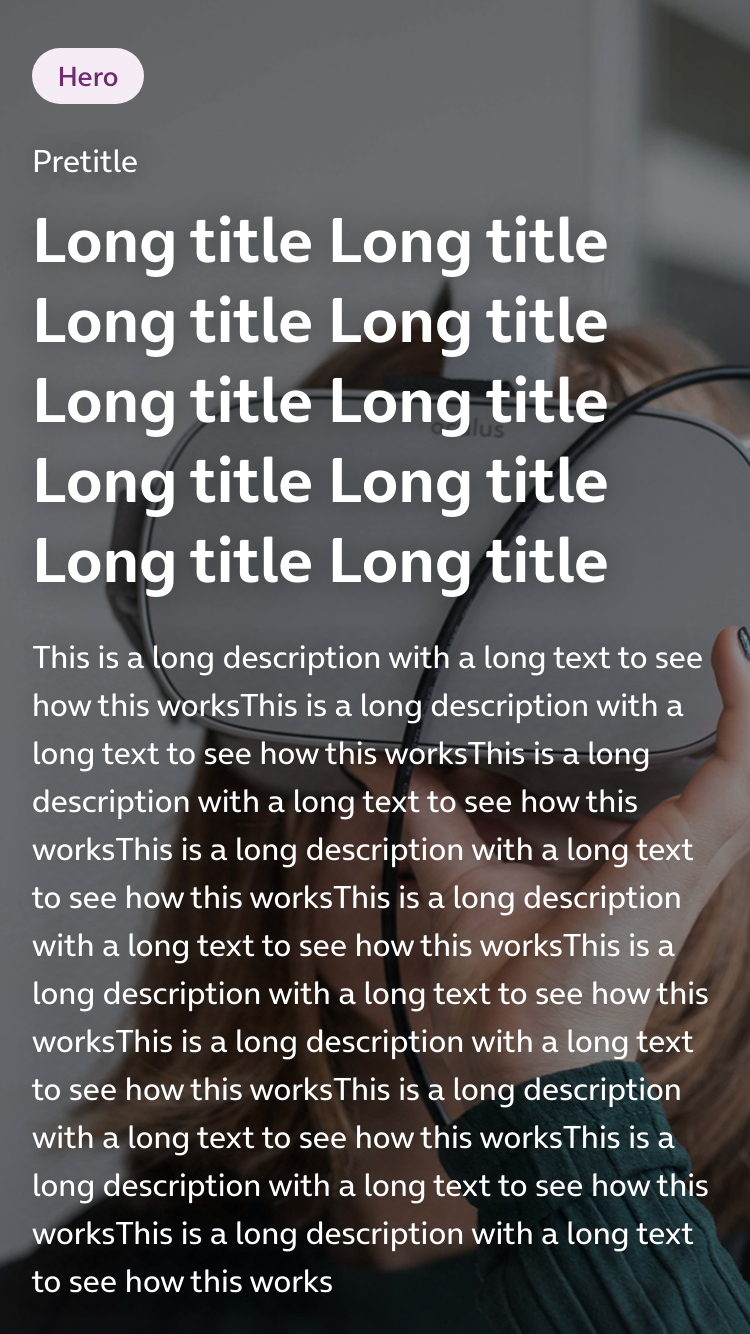 Hero
Pretitle
Long title Long title
Long title Long title
Long title Long title
Long title Long title
Long title Long title
This is a long description with a long text to see
how this worksThis is a long description with a
long text to see how this worksThis is a long
description with a long text to see how this
worksThis is a long description with a long text
to see how this worksThis is a long description
with a long text to see how this worksThis is a
long description with a long text to see how this
worksThis is a long description with a long text
to see how this worksThis is a long description
with a long text to see how this worksThis is a
long description with a long text to see how this
worksThis is a long description with a long text
to see how this works